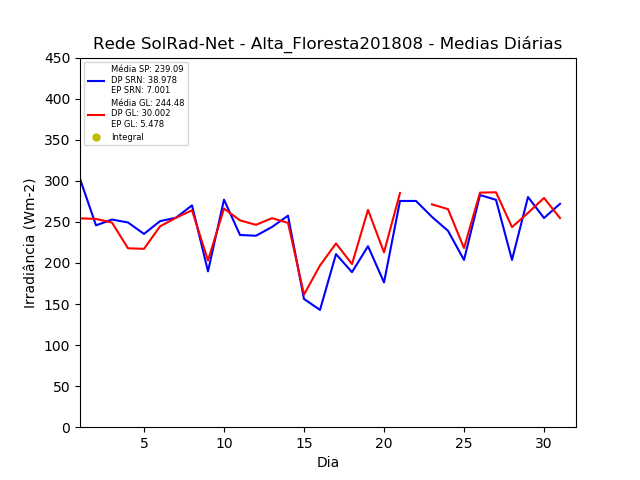 Rede SolRad-Net - Alta_Floresta201808 - Medias Diárias
Média SP: 239.09
DP SRN: 38.978
EP SRN: 7.001
Média GL: 244.48
DP GL: 30.002
EP GL: 5.478
Integral
Irradiância (Wm-2)
450
400
350
300
250
200
150
100
50
0
5 10 15 20 25 30
Dia